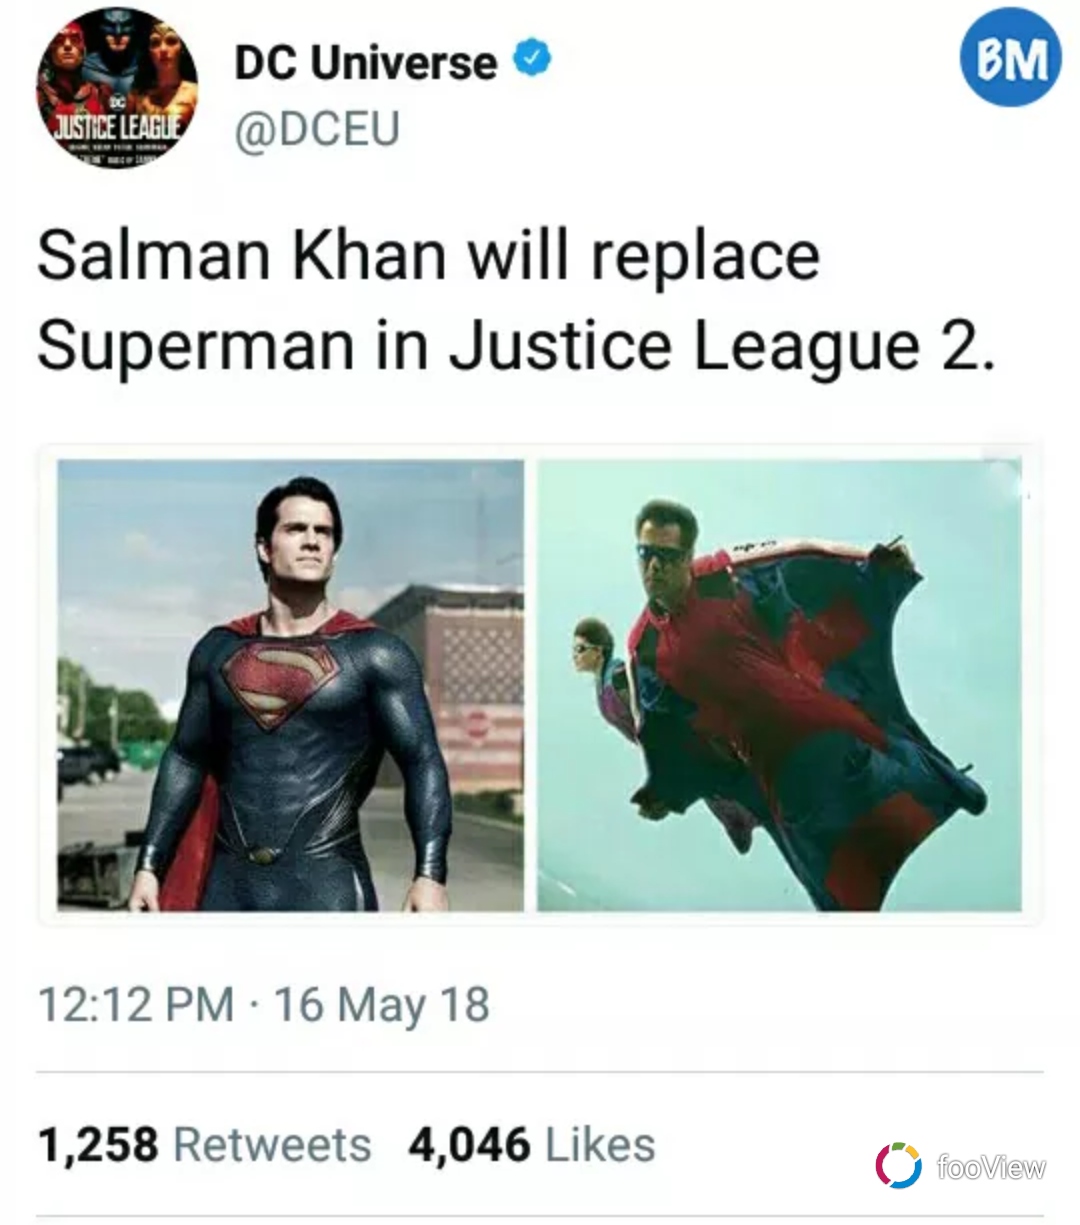 DC Universe
BM
@DCEU
DC
JUSTICE LEAGUE
Salman Khan will replace
Superman in Justice League 2.
12:12 PM · 16 May 18
1,258 Retweets 4,046 Likes
fooView